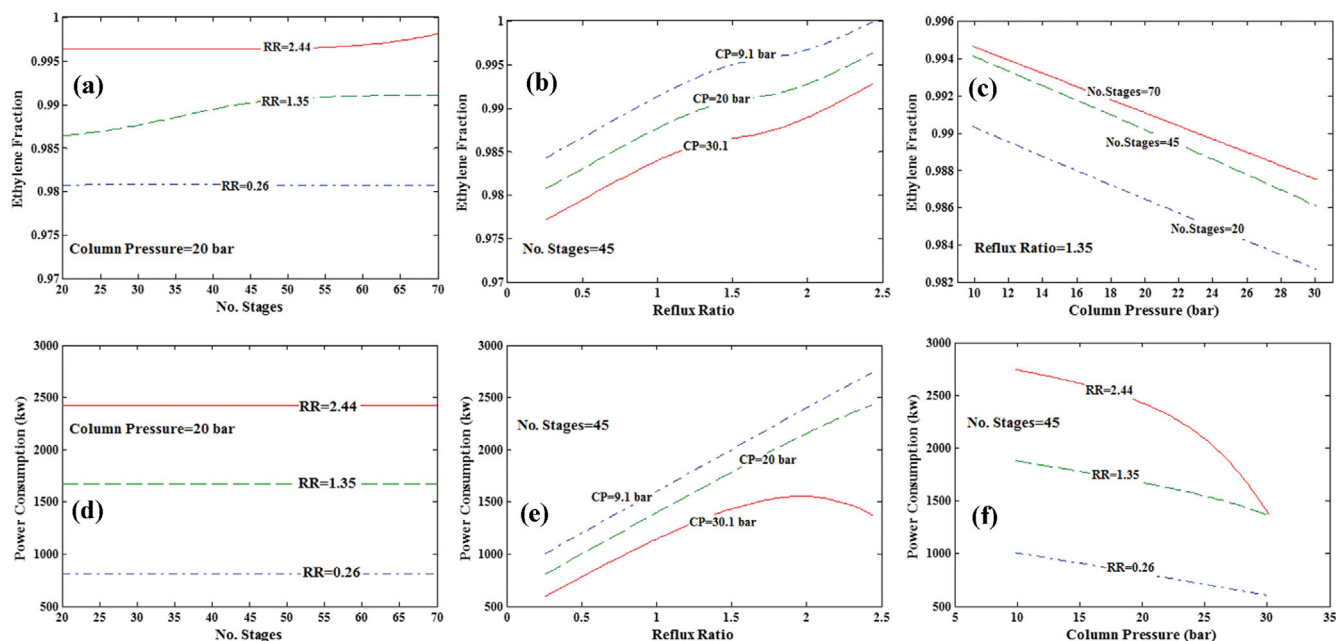 (a)
Ethylene Fraction
1
0.995
0.99
0.985
0.98
0.975
0.97
RR=2.44
RR=1.35
RR=0.26
Column Pressure=20 bar
20 25 30 35 40 45 50 55 60 65 70
No. Stages
(b)
Ethylene Fraction
1
0.995
0.99
0.985
0.98
0.975
0.97
CP=9.1 bar
CP=20 bar
CP=30.1
No. Stages=45
0 0.5 1 1.5 2 2.5
Reflux Ratio
(c)
Ethylene Fraction
0.996
0.994
0.992
0.99
0.988
0.986
0.984
0.982
No.Stages=70
No.Stages=45
No.Stages=20
Reflux Ratio=1.35
10 12 14 16 18 20 22 24 26 28 30
Column Pressure (bar)
(d)
Power Consumption (kw)
3000
2500
2000
1500
1000
500
RR=2.44
Column Pressure=20 bar
RR=1.35
RR=0.26
20 25 30 35 40 45 50 55 60 65 70
No. Stages
(e)
Power Consumption (kw)
3000
2500
2000
1500
1000
500
No. Stages=45
CP=20 bar
CP=9.1 bar
CP=30.1 bar
0 0.5 1 1.5 2 2.5
Reflux Ratio
(f)
Power Consumption (kw)
3000
2500
2000
1500
1000
500
RR=2.44
No. Stages=45
RR=1.35
RR=0.26
5 10 15 20 25 30 35
Column Pressure (bar)